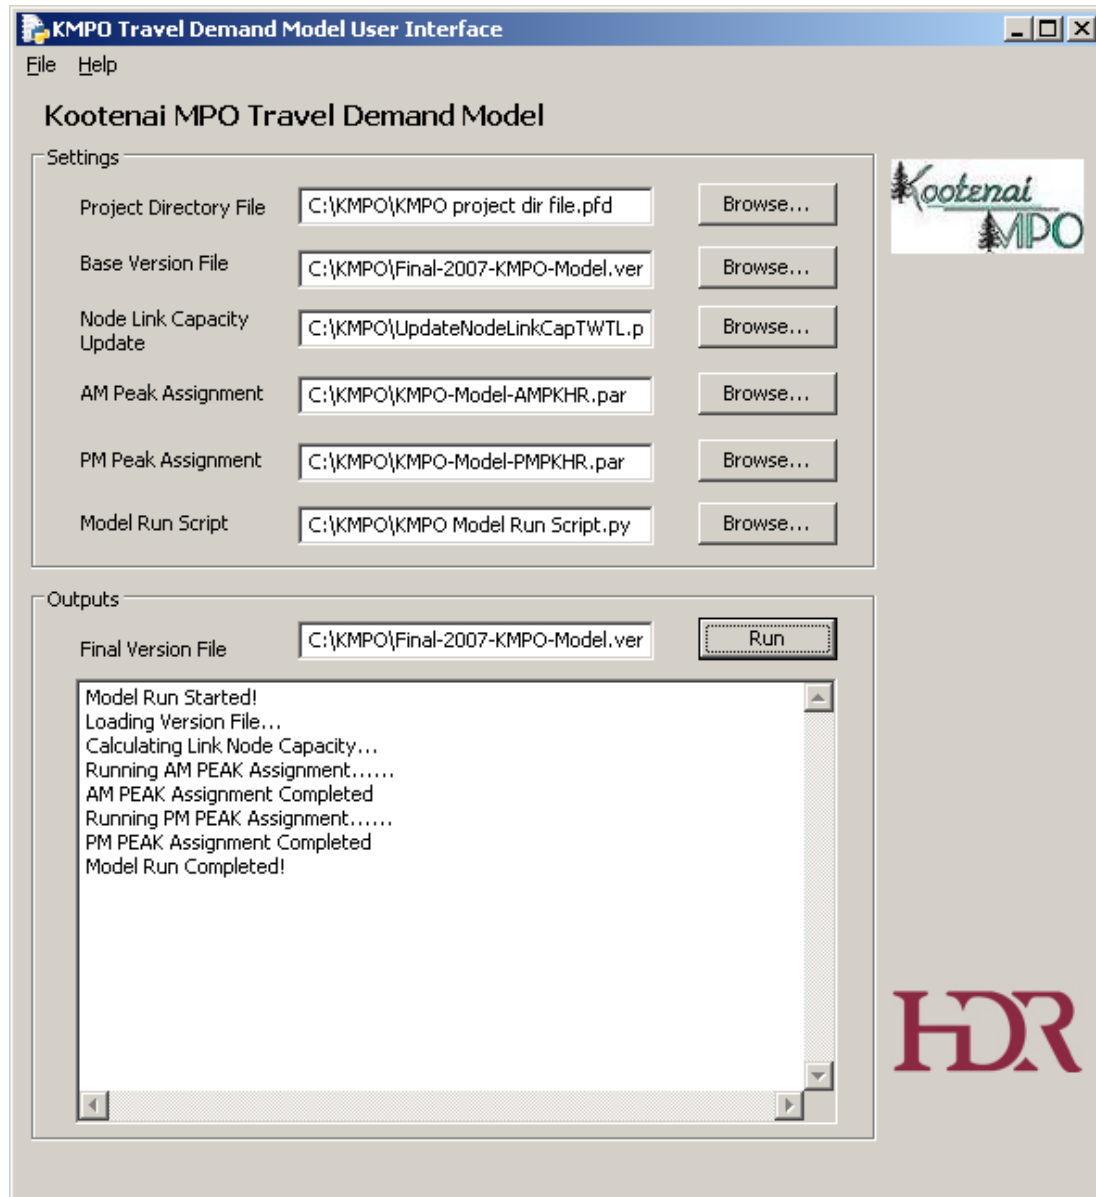 KMPO Travel Demand Model User Interface
File Help
Kootenai MPO Travel Demand Model
Settings
Kootenai
MPO
Project Directory File C:\KMPO\KMPO project dir file.pfd Browse...
Base Version File C:\KMPO\Final-2007-KMPO-Model.ver Browse...
Node Link Capacity
Update C:\KMPO\UpdateNodeLinkCapTWTL.p Browse...
AM Peak Assignment C:\KMPO\KMPO-Model-AMPKHR.par Browse...
PM Peak Assignment C:\KMPO\KMPO-Model-PMPKHR.par Browse...
Model Run Script C:\KMPO\KMPO Model Run Script.py Browse...
Outputs
Final Version File C:\KMPO\Final-2007-KMPO-Model.ver Run
Model Run Started!
Loading Version File...
Calculating Link Node Capacity...
Running AM PEAK Assignment......
AM PEAK Assignment Completed
Running PM PEAK Assignment......
PM PEAK Assignment Completed
Model Run Completed!
HDR